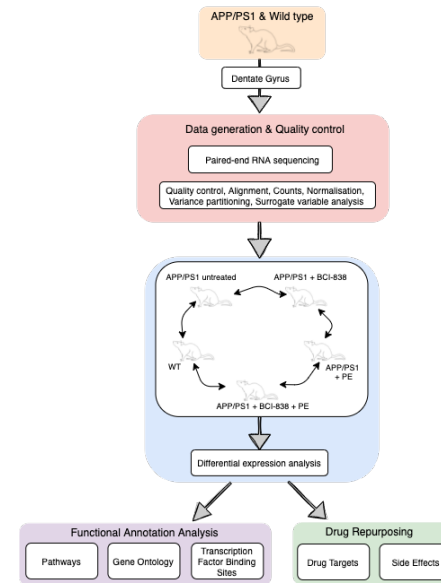 APP/PS1 & Wild type
Dentate Gyrus
Data generation & Quality control
Paired-end RNA sequencing
Quality control, Alignment, Counts, Normalisation,
Variance partitioning, Surrogate variable analysis
APP/PS1 untreated
APP/PS1 + BCI-838
WT
APP/PS1
+ PE
APP/PS1 + BCI-838 + PE
Differential expression analysis
Functional Annotation Analysis
Pathways
Gene Ontology
Transcription
Factor Binding
Sites
Drug Repurposing
Drug Targets
Side Effects